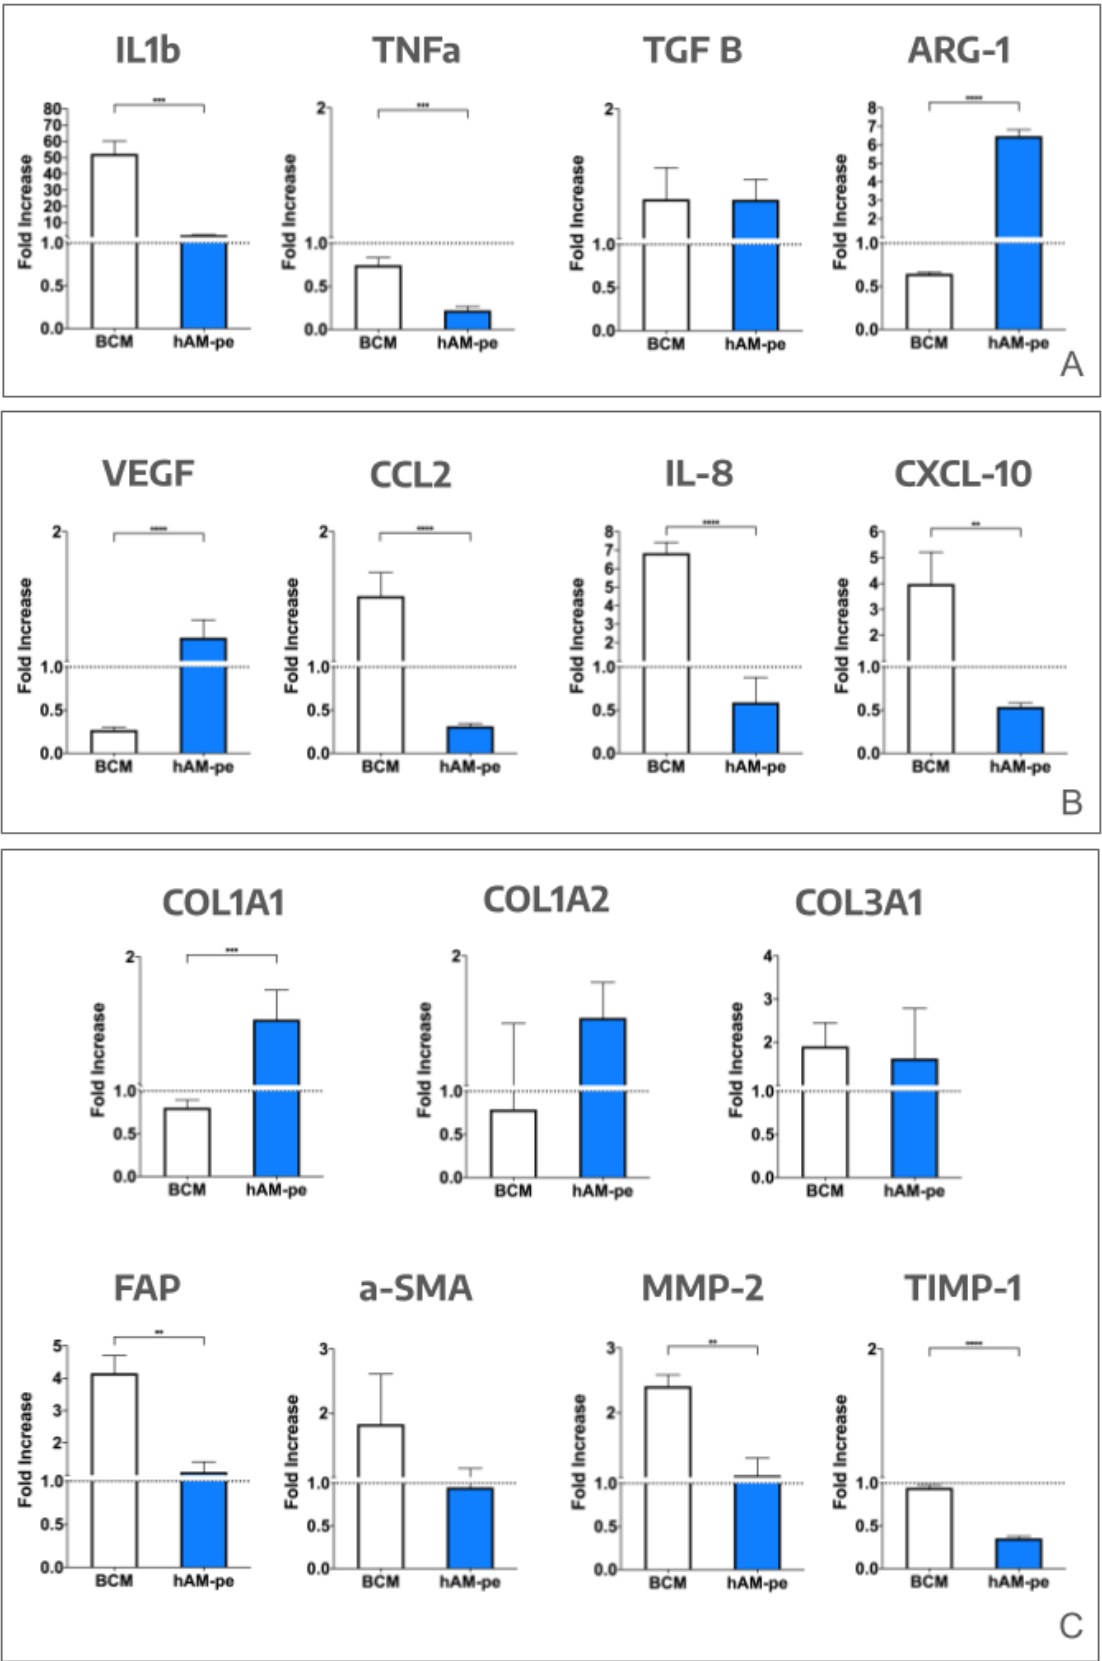 IL1b TNFa TGF B ARG-1
*** *** ****
Fold Increase 80 70 60 50 40 30 20 10 1.0 0.5 0.0
Fold Increase 2 1.0 0.5 0.0
Fold Increase 2 1.0 0.5 0.0
Fold Increase 8 7 6 5 4 3 2 1.0 0.5 0.0
BCM hAM-pe BCM hAM-pe BCM hAM-pe BCM hAM-pe
A
VEGF CCL2 IL-8 CXCL-10
**** **** **** **
Fold Increase 2 1.0 0.5 0.0
Fold Increase 2 1.0 0.5 0.0
Fold Increase 8 7 6 5 4 3 2 1.0 0.5 0.0
Fold Increase 6 5 4 3 2 1.0 0.5 0.0
BCM hAM-pe BCM hAM-pe BCM hAM-pe BCM hAM-pe
B
COL1A1 COL1A2 COL3A1
***
Fold Increase 2 1.0 0.5 0.0
Fold Increase 2 1.0 0.5 0.0
Fold Increase 4 3 2 1.0 0.5 0.0
BCM hAM-pe BCM hAM-pe BCM hAM-pe
FAP a-SMA MMP-2 TIMP-1
** ** ****
Fold Increase 5 4 3 2 1.0 0.5 0.0
Fold Increase 3 2 1.0 0.5 0.0
Fold Increase 3 2 1.0 0.5 0.0
Fold Increase 2 1.0 0.5 0.0
BCM hAM-pe BCM hAM-pe BCM hAM-pe BCM hAM-pe
C